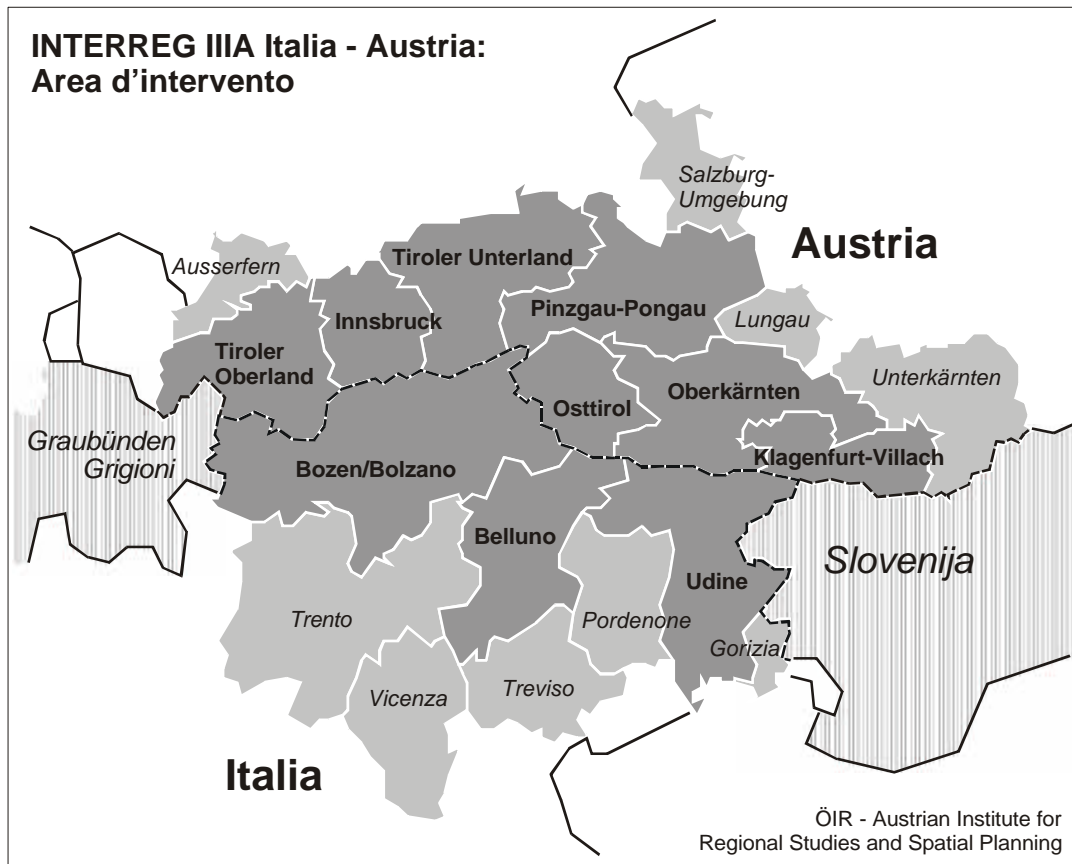 INTERREG IIIA Italia - Austria:
Area d'intervento
Salzburg-
Umgebung
Austria
Ausserfern
Tiroler Unterland
Pinzgau-Pongau
Innsbruck
Lungau
Tiroler
Oberland
Oberkärnten
Unterkärnten
Osttirol
Graubünden
Grigioni
Bozen/Bolzano
Klagenfurt-Villach
Belluno
Slovenija
Udine
Trento
Pordenone
Gorizia
Vicenza
Treviso
Italia
ÖIR - Austrian Institute for
Regional Studies and Spatial Planning